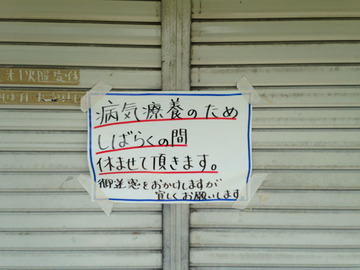 病気療養のため
しばらくの間
休ませて頂きます。
御迷惑をおかけしますが
宜しくお願いします